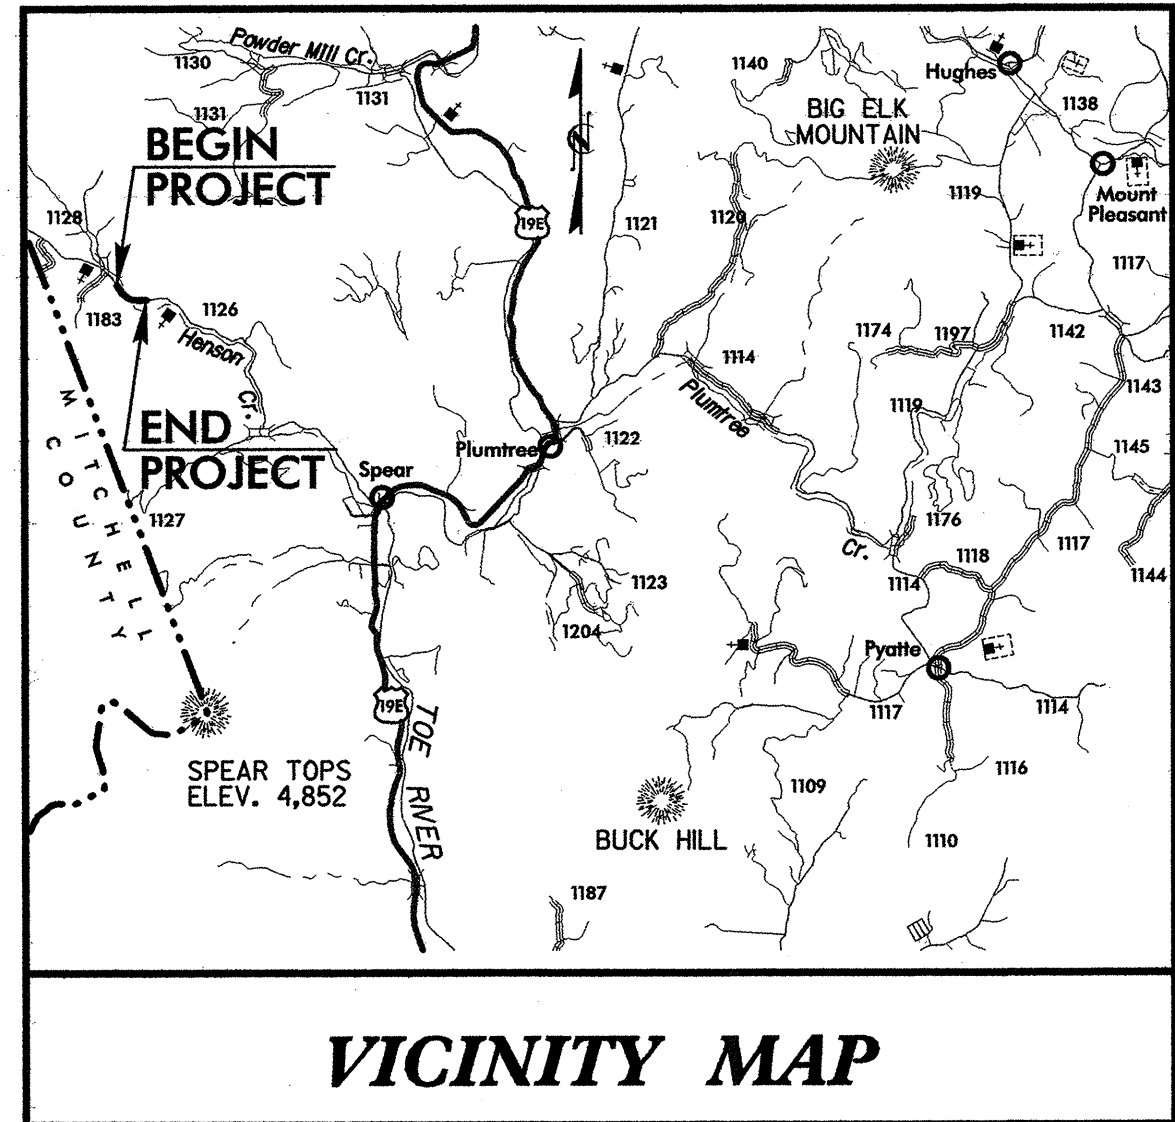 Powder Mill Cr.
1130
1131
1131
BEGIN
PROJECT
1140
Hughes
1138
BIG ELK
MOUNTAIN
Mount
Pleasant
1119
1128
19E
1121
1120
1117
1183
1126
Henson
Cr.
1174
1197
1142
1114
Plumtree
Cr.
1143
1119
END
PROJECT
Plumtree
1122
1145
Spear
MITCHELL
COUNTY
1127
1176
1117
1118
1114
1144
1123
1204
Pyatte
19E
TOE RIVER
1117
1114
SPEAR TOPS
ELEV. 4,852
1116
1109
BUCK HILL
1110
1187
VICINITY MAP